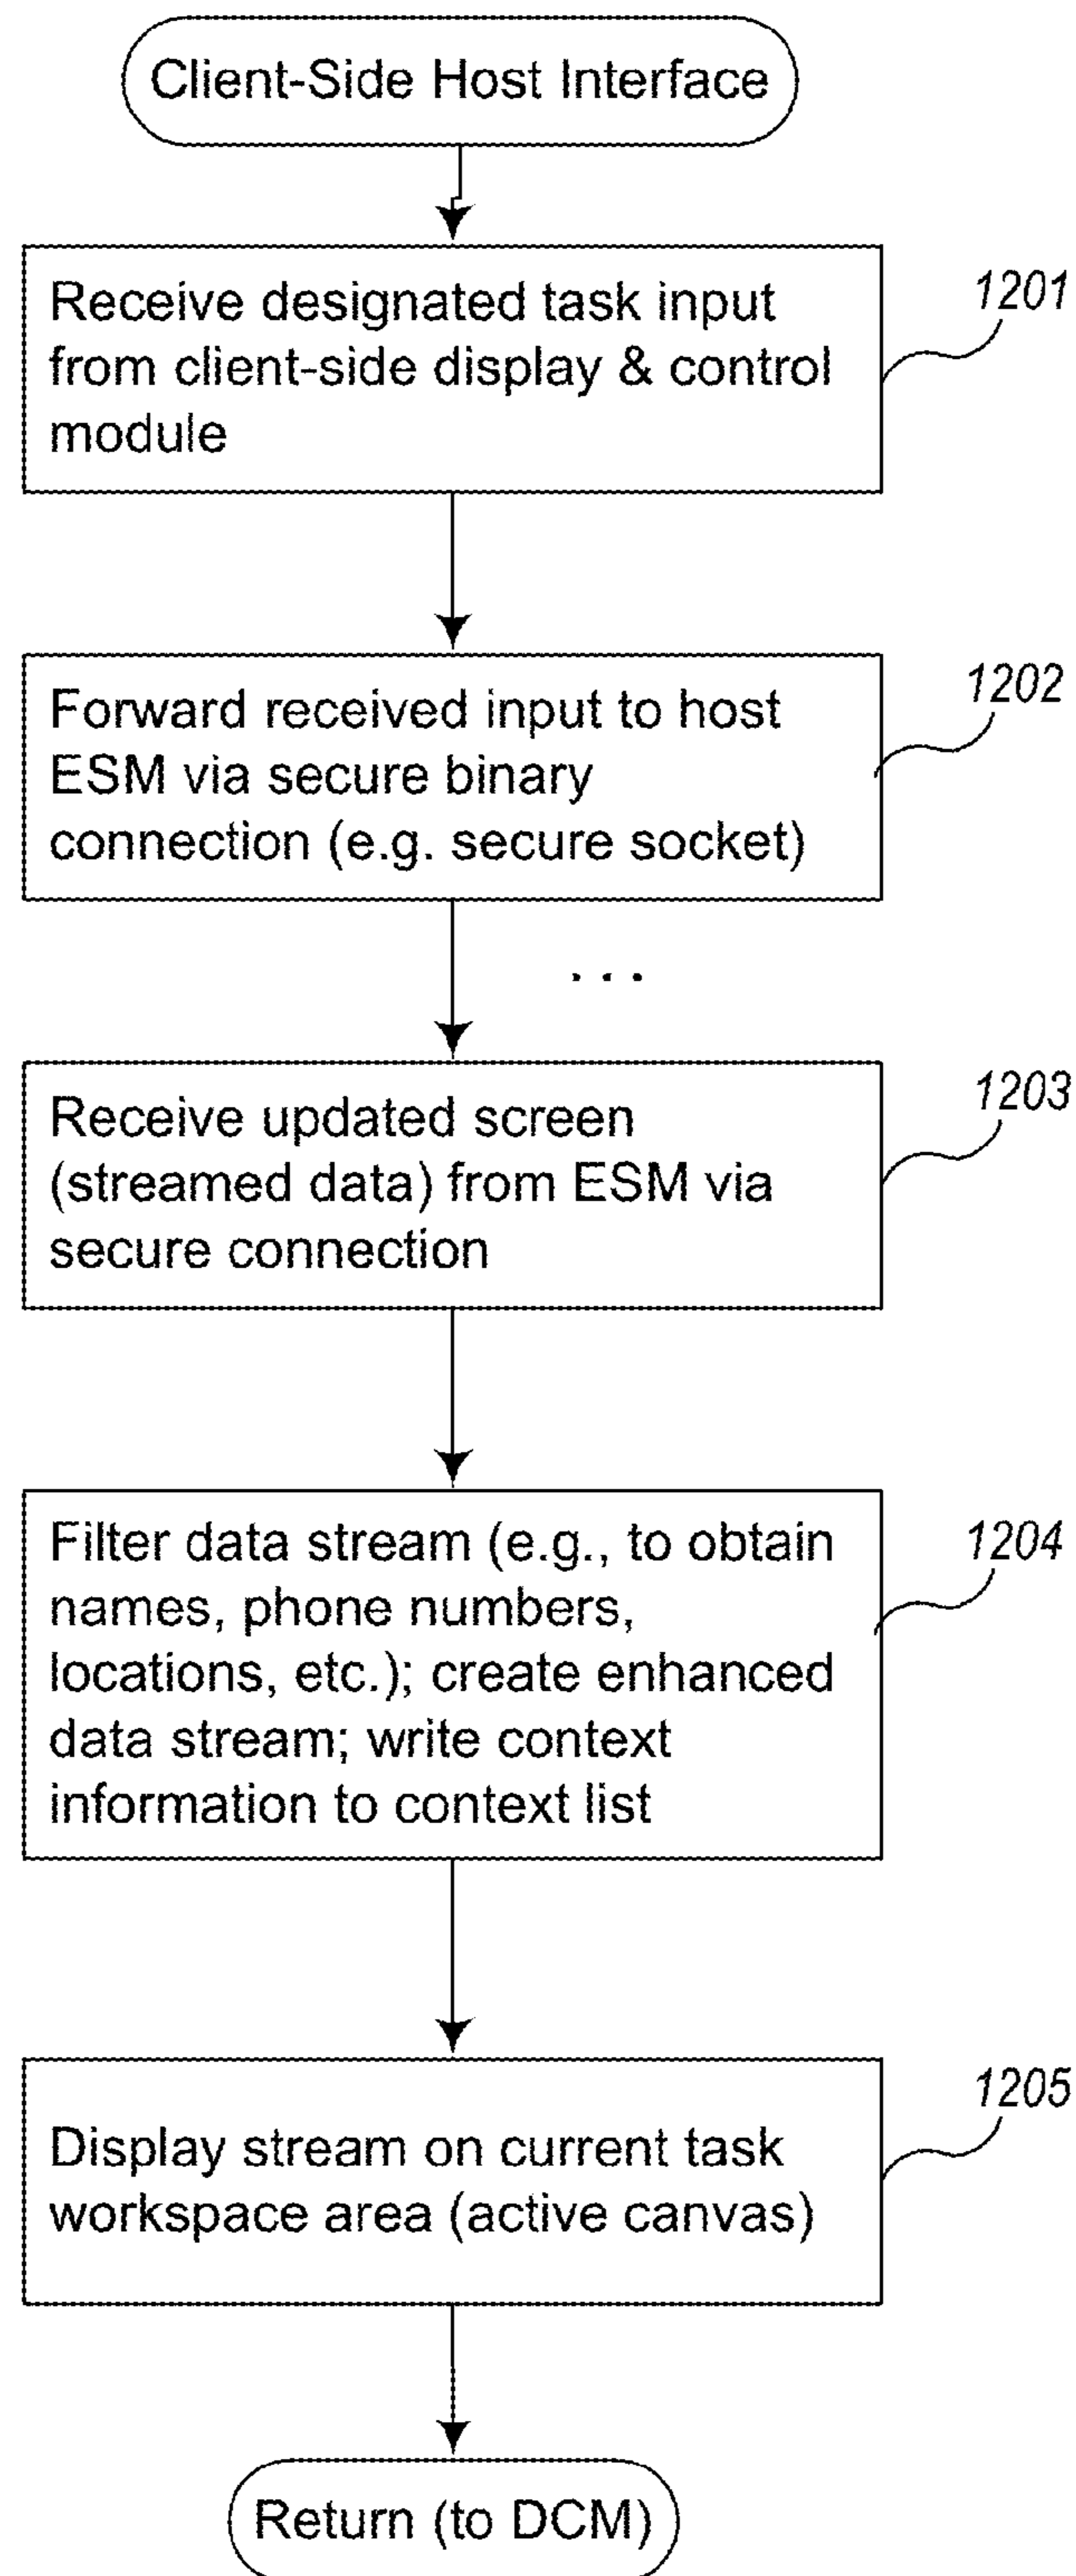 Client-Side Host Interface
Receive designated task input
from client-side display & control
module
1201
Forward received input to host
ESM via secure binary
connection (e.g. secure socket)
1202
...
Receive updated screen
(streamed data) from ESM via
secure connection
1203
Filter data stream (e.g., to obtain
names, phone numbers,
locations, etc.); create enhanced
data stream; write context
information to context list
1204
Display stream on current task
workspace area (active canvas)
1205
Return (to DCM)